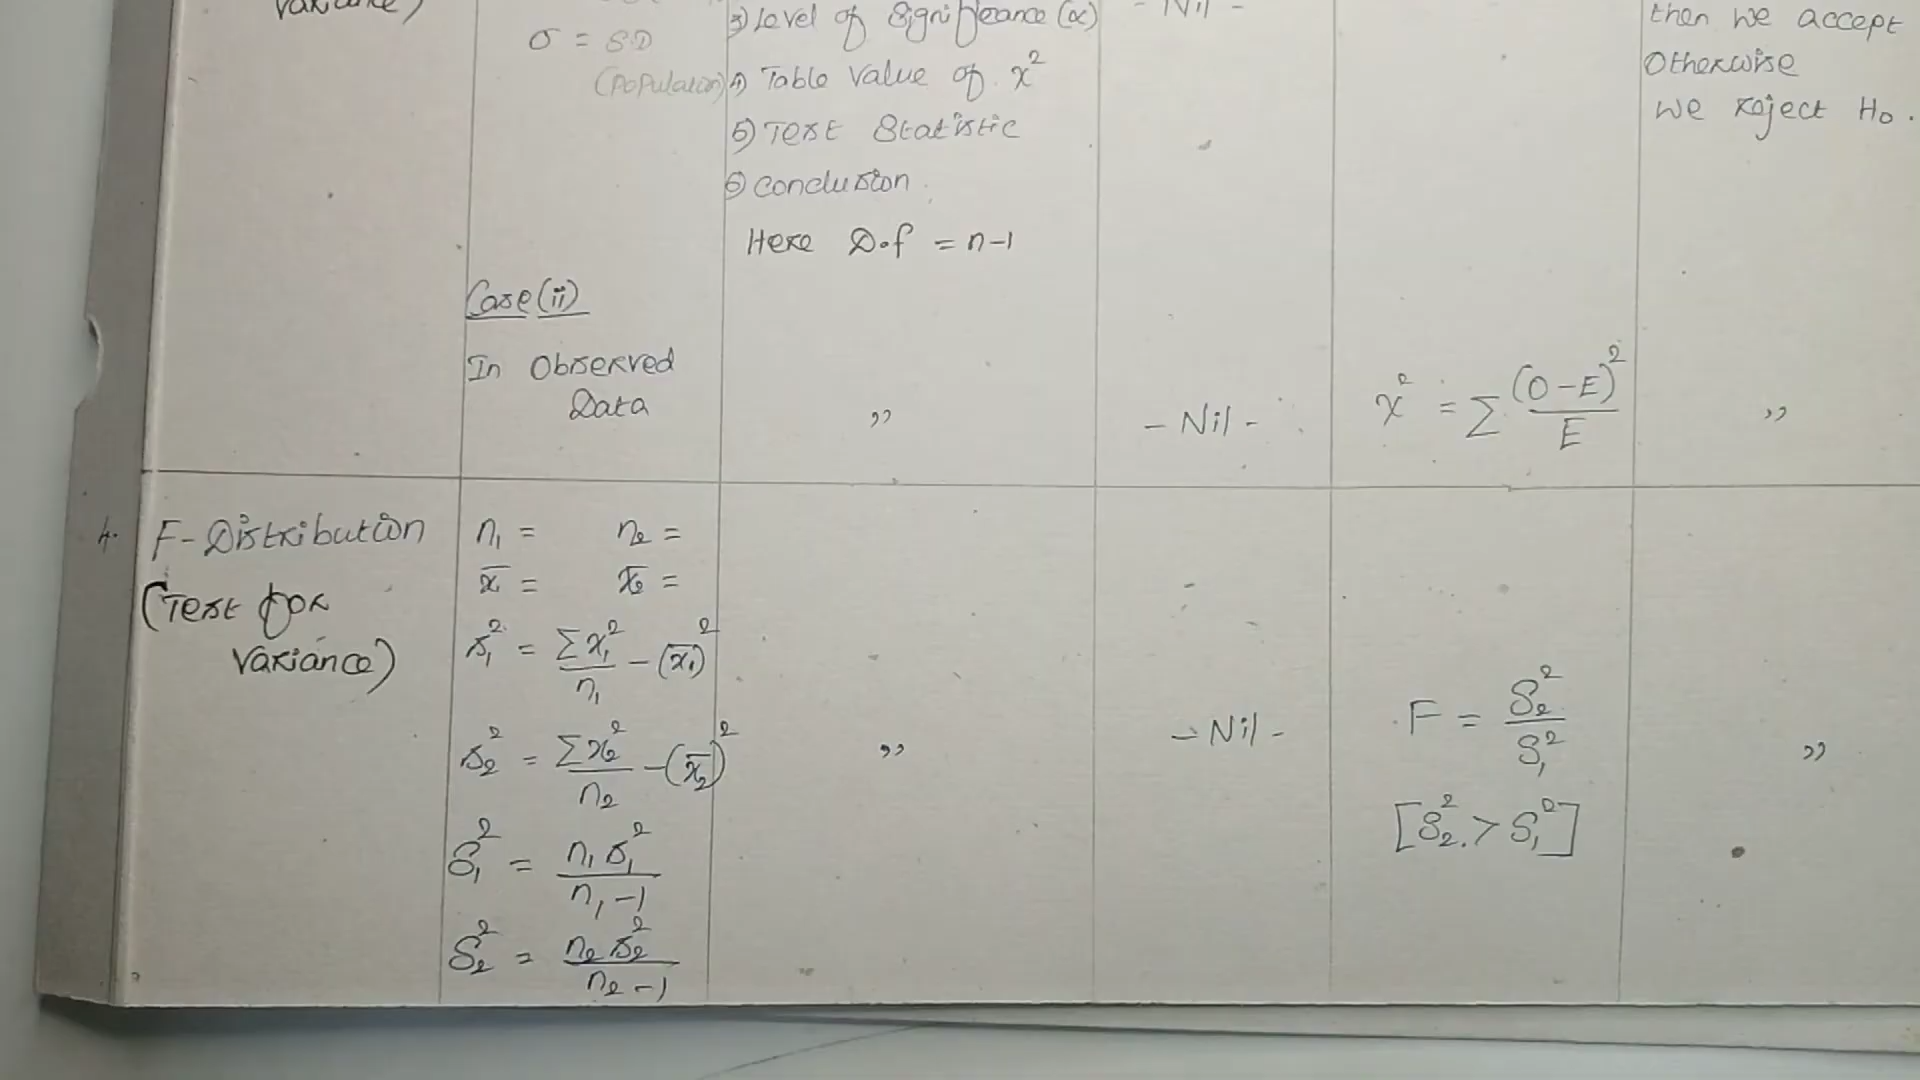 variance)
σ = SD
(population)
3) Level of Significance (α)
4) Table value of x²
5) Test Statistic
6) Conclusion.
Here D.f = n-1
- Nil -
then we accept
Otherwise
we reject H₀.
Case (ii)
In Observed
Data
,,
- Nil -
χ² = Σ (O-E)² / E
,,
4. F-Distribution
(Test for
variance)
n₁ = n₂ =
x̄ = x̄₂ =
s₁² = Σx₁² / n₁ - (x̄₁)²
s₂² = Σx₂² / n₂ - (x̄₂)²
S₁² = n₁s₁² / n₁-1
S₂² = n₂s₂² / n₂-1
,,
- Nil -
F = S₂² / S₁²
[S₂² > S₁²]
,,